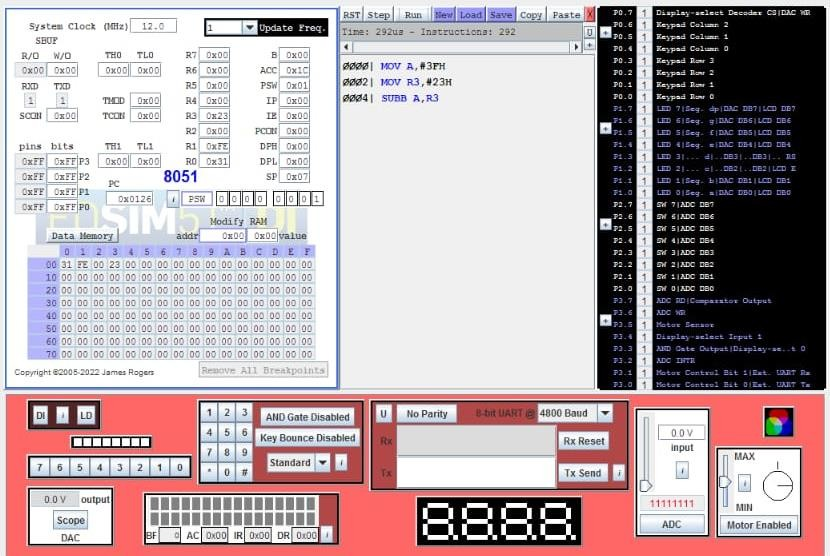 System Clock (MHz) 12.0 1 Update Freq.
SBUF
R/O W/O TH0 TL0 R7 0x00 B 0x00
0x00 0x00 0x00 0x00 R6 0x00 ACC 0x1C
RXD TXD R5 0x00 PSW 0x01
1 1 TMOD 0x00 R4 0x00 IP 0x00
SCON 0x00 TCON 0x00 R3 0x23 IE 0x00
R2 0x00 PCON 0x00
pins bits TH1 TL1 R1 0xFE DPH 0x00
0xFF 0xFF P3 0x00 0x00 R0 0x31 DPL 0x00
0xFF 0xFF P2 8051 SP 0x07
0xFF 0xFF P1 PC
0xFF 0xFF P0 0x0126 i PSW 0 0 0 0 0 0 0 1
Modify RAM
Data Memory addr 0x00 0x00 value
0 1 2 3 4 5 6 7 8 9 A B C D E F
00 31 FE 00 23 00 00 00 00 00 00 00 00 00 00 00 00
10 00 00 00 00 00 00 00 00 00 00 00 00 00 00 00 00
20 00 00 00 00 00 00 00 00 00 00 00 00 00 00 00 00
30 00 00 00 00 00 00 00 00 00 00 00 00 00 00 00 00
40 00 00 00 00 00 00 00 00 00 00 00 00 00 00 00 00
50 00 00 00 00 00 00 00 00 00 00 00 00 00 00 00 00
60 00 00 00 00 00 00 00 00 00 00 00 00 00 00 00 00
70 00 00 00 00 00 00 00 00 00 00 00 00 00 00 00 00
Copyright ©2005-2022 James Rogers Remove All Breakpoints
RST Step Run New Load Save Copy Paste X
Time: 292us - Instructions: 292 U
0000| MOV A,#3FH
0002| MOV R3,#23H
0004| SUBB A,R3
P0.7 1 Display-select Decoder CS|DAC WR
P0.6 1 Keypad Column 2
P0.5 1 Keypad Column 1
P0.4 1 Keypad Column 0
P0.3 1 Keypad Row 3
P0.2 1 Keypad Row 2
P0.1 1 Keypad Row 1
P0.0 1 Keypad Row 0
P1.7 1 LED 7|Seg. dp|DAC DB7|LCD DB7
P1.6 1 LED 6|Seg. g|DAC DB6|LCD DB6
P1.5 1 LED 5|Seg. f|DAC DB5|LCD DB5
P1.4 1 LED 4|Seg. e|DAC DB4|LCD DB4
P1.3 1 LED 3|... d|..DB3|..DB3|.. RS
P1.2 1 LED 2|... c|..DB2|..DB2|LCD E
P1.1 1 LED 1|Seg. b|DAC DB1|LCD DB1
P1.0 1 LED 0|Seg. a|DAC DB0|LCD DB0
P2.7 1 SW 7|ADC DB7
P2.6 1 SW 6|ADC DB6
P2.5 1 SW 5|ADC DB5
P2.4 1 SW 4|ADC DB4
P2.3 1 SW 3|ADC DB3
P2.2 1 SW 2|ADC DB2
P2.1 1 SW 1|ADC DB1
P2.0 1 SW 0|ADC DB0
P3.7 1 ADC RD|Comparator Output
P3.6 1 ADC WR
P3.5 1 Motor Sensor
P3.4 1 Display-select Input 1
P3.3 1 AND Gate Output|Display-se..t 0
P3.2 1 ADC INTR
P3.1 1 Motor Control Bit 1|Ext. UART Rx
P3.0 1 Motor Control Bit 0|Ext. UART Tx
DI i LD
7 6 5 4 3 2 1 0
0.0 V output
Scope
DAC
1 2 3
4 5 6
7 8 9
* 0 #
AND Gate Disabled
Key Bounce Disabled
Standard i
BF 0 AC 0x00 IR 0x00 DR 0x00 i
U No Parity 8-bit UART @ 4800 Baud
Rx Rx Reset
Tx Tx Send i
8.8.8.8.
0.0 V
input
i
11111111
ADC
MAX
i
MIN
Motor Enabled